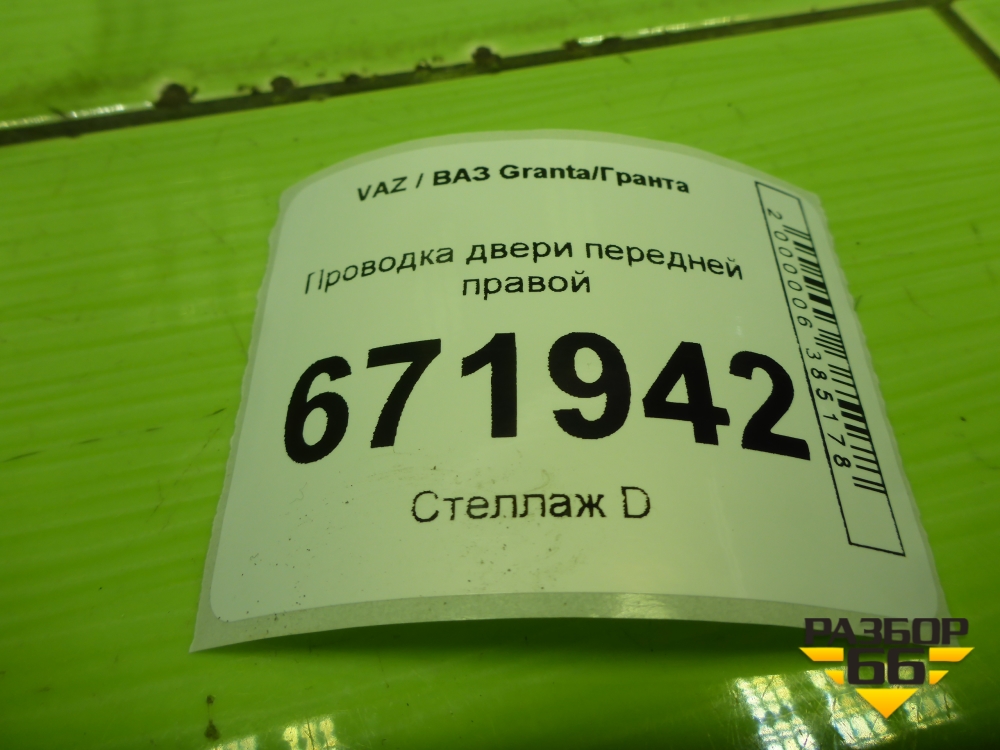 VAZ / ВАЗ Granta/Гранта
Проводка двери передней
правой
671942
Стеллаж D
2000006385178
РАЗБОР
66